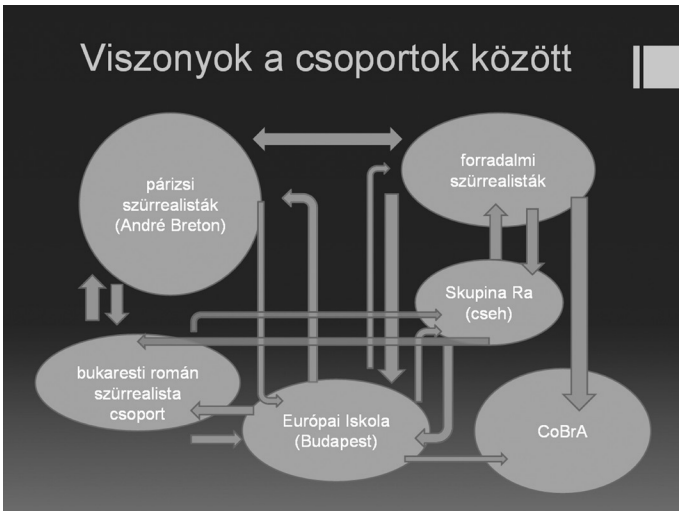 Viszonyok a csoportok között
párizsi
szürrealisták
(André Breton)
forradalmi
szürrealisták
Skupina Ra
(cseh)
bukaresti román
szürrealista
csoport
Európai Iskola
(Budapest)
CoBrA